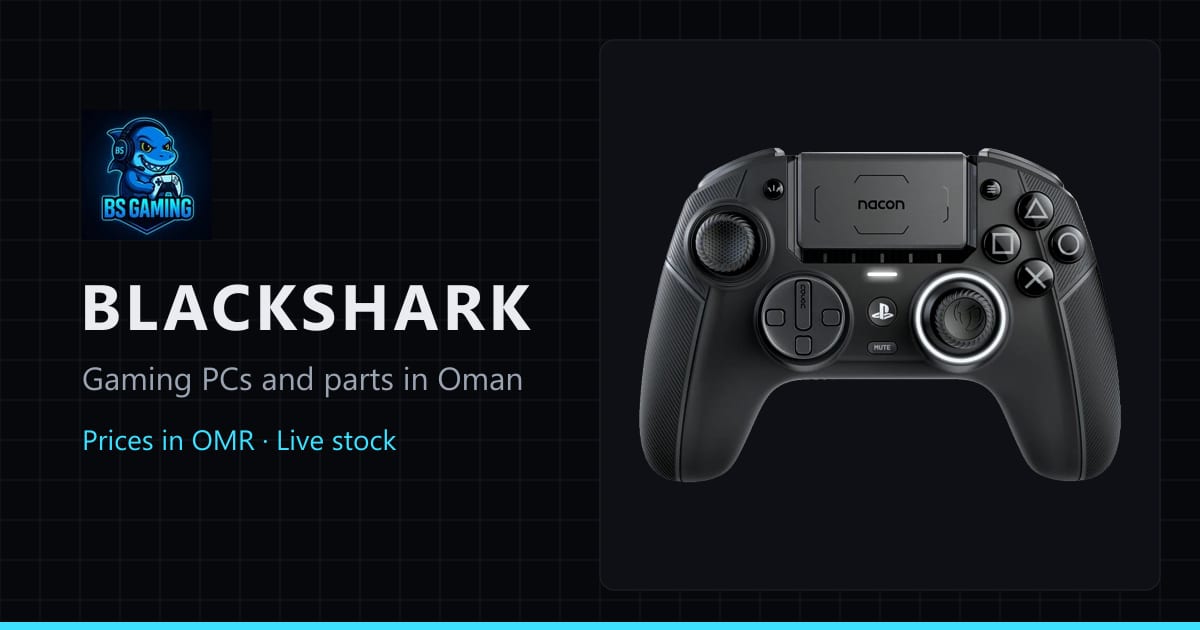 BS
BS GAMING
BLACKSHARK
Gaming PCs and parts in Oman
Prices in OMR · Live stock
nacon
MUTE